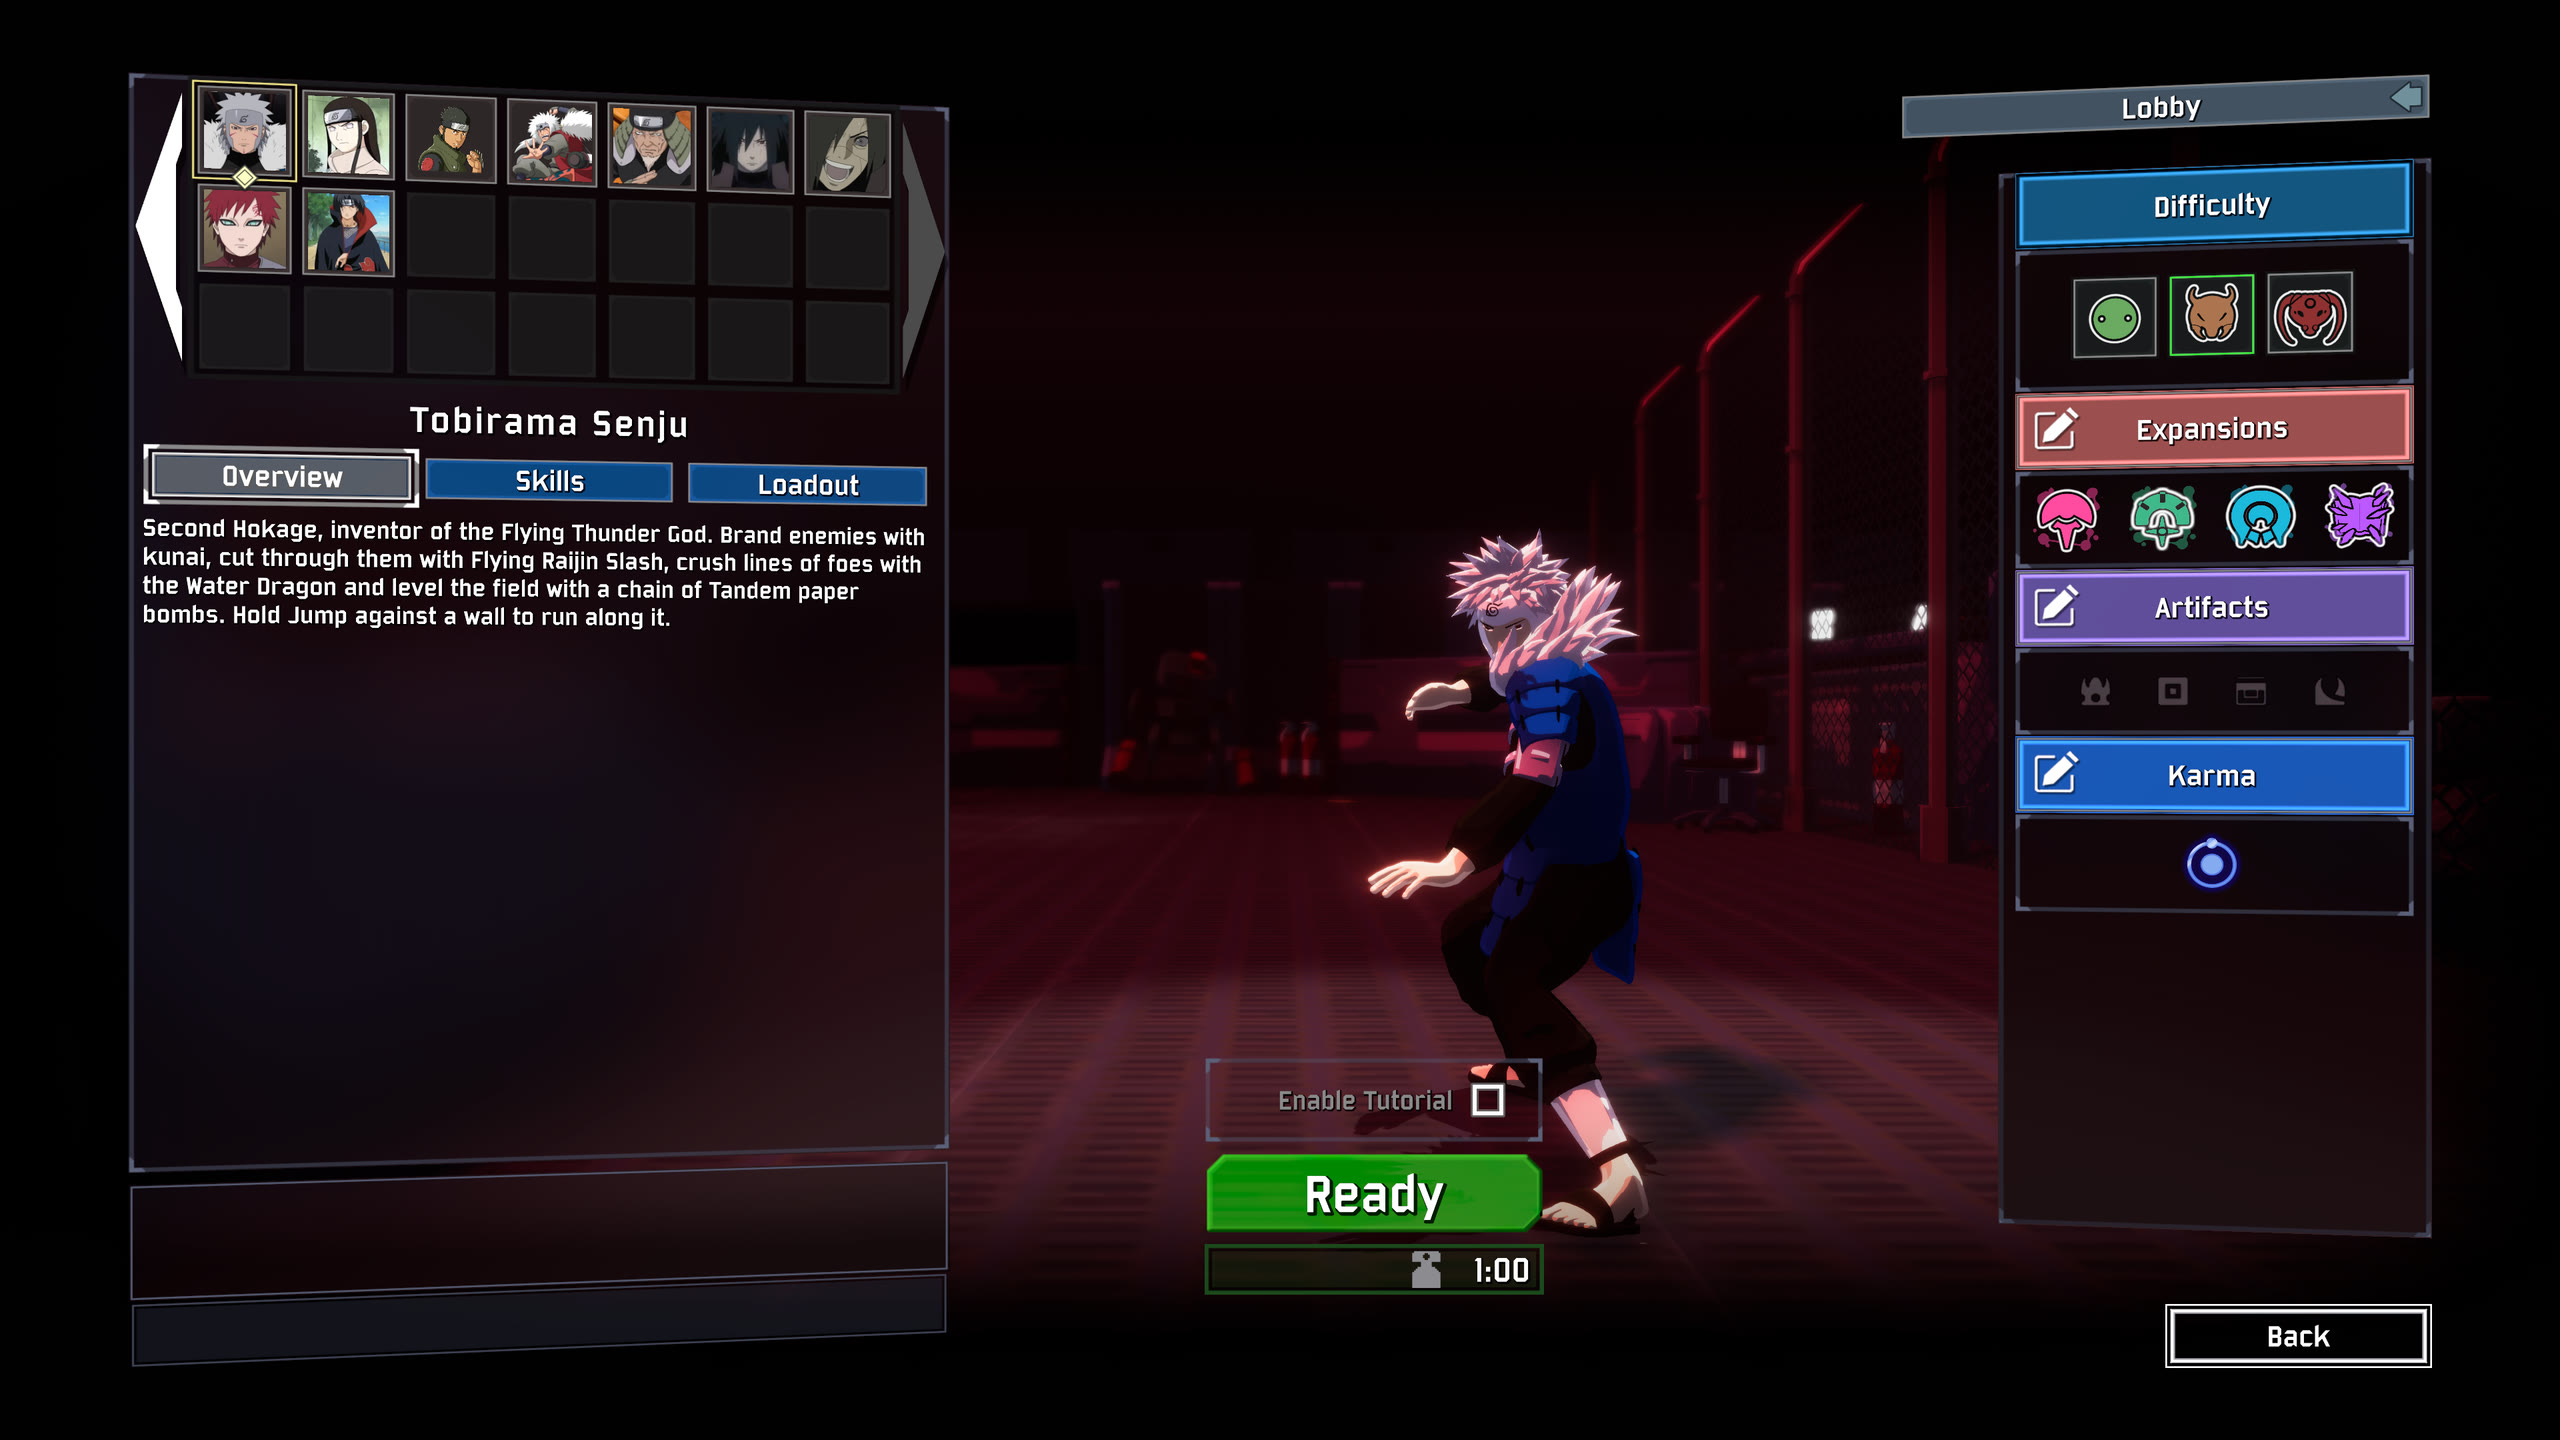 Lobby
Difficulty
Expansions
Artifacts
Karma
Tobirama Senju
Overview
Skills
Loadout
Second Hokage, inventor of the Flying Thunder God. Brand enemies with
kunai, cut through them with Flying Raijin Slash, crush lines of foes with
the Water Dragon and level the field with a chain of Tandem paper
bombs. Hold Jump against a wall to run along it.
Enable Tutorial
Ready
1:00
Back